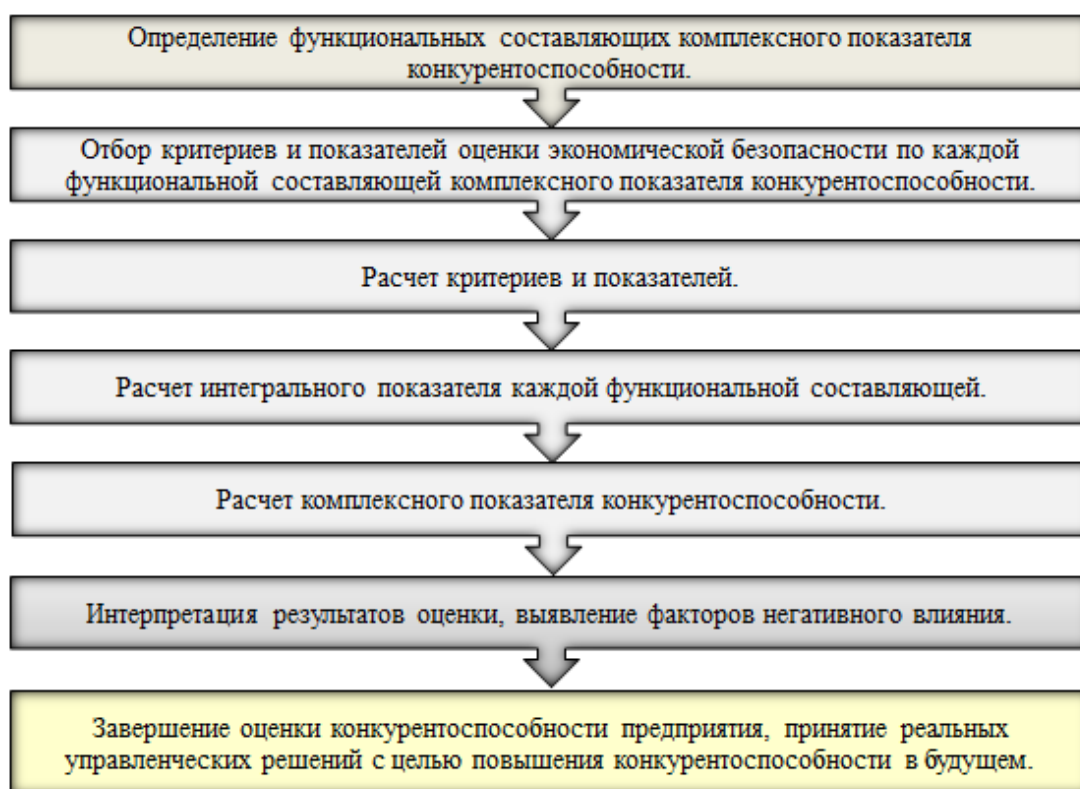 Определение функциональных составляющих комплексного показателя
конкурентоспособности.
Отбор критериев и показателей оценки экономической безопасности по каждой
функциональной составляющей комплексного показателя конкурентоспособности.
Расчет критериев и показателей.
Расчет интегрального показателя каждой функциональной составляющей.
Расчет комплексного показателя конкурентоспособности.
Интерпретация результатов оценки, выявление факторов негативного влияния.
Завершение оценки конкурентоспособности предприятия, принятие реальных
управленческих решений с целью повышения конкурентоспособности в будущем.